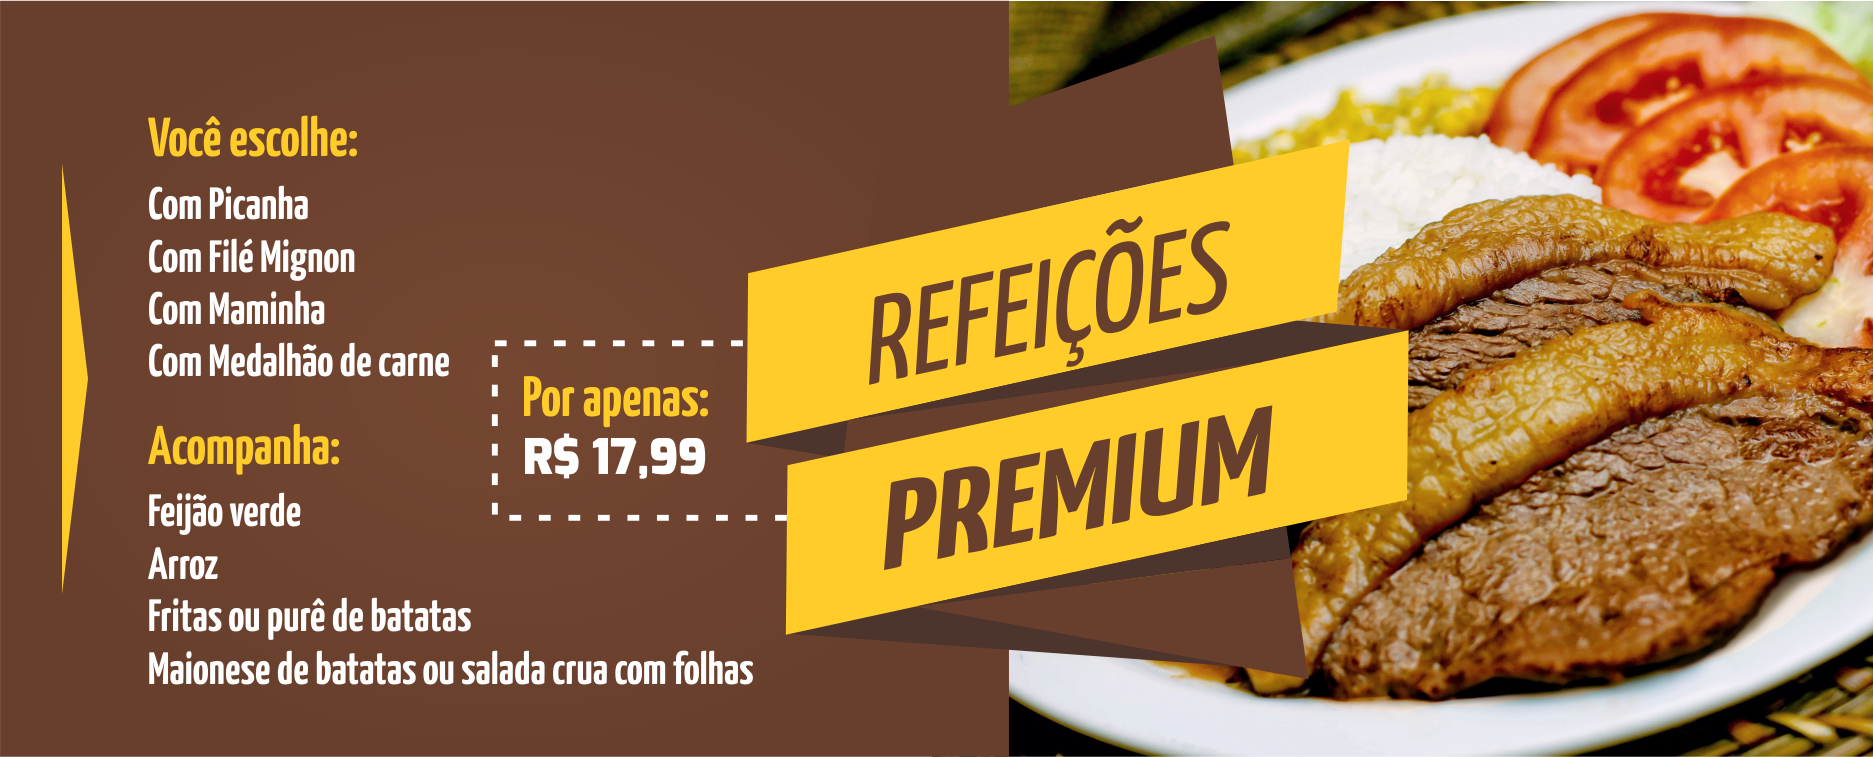 Você escolhe:
Com Picanha
Com Filé Mignon
Com Maminha
Com Medalhão de carne
Acompanha:
Feijão verde
Arroz
Fritas ou purê de batatas
Maionese de batatas ou salada crua com folhas
Por apenas:
R$ 17,99
REFEIÇÕES
PREMIUM